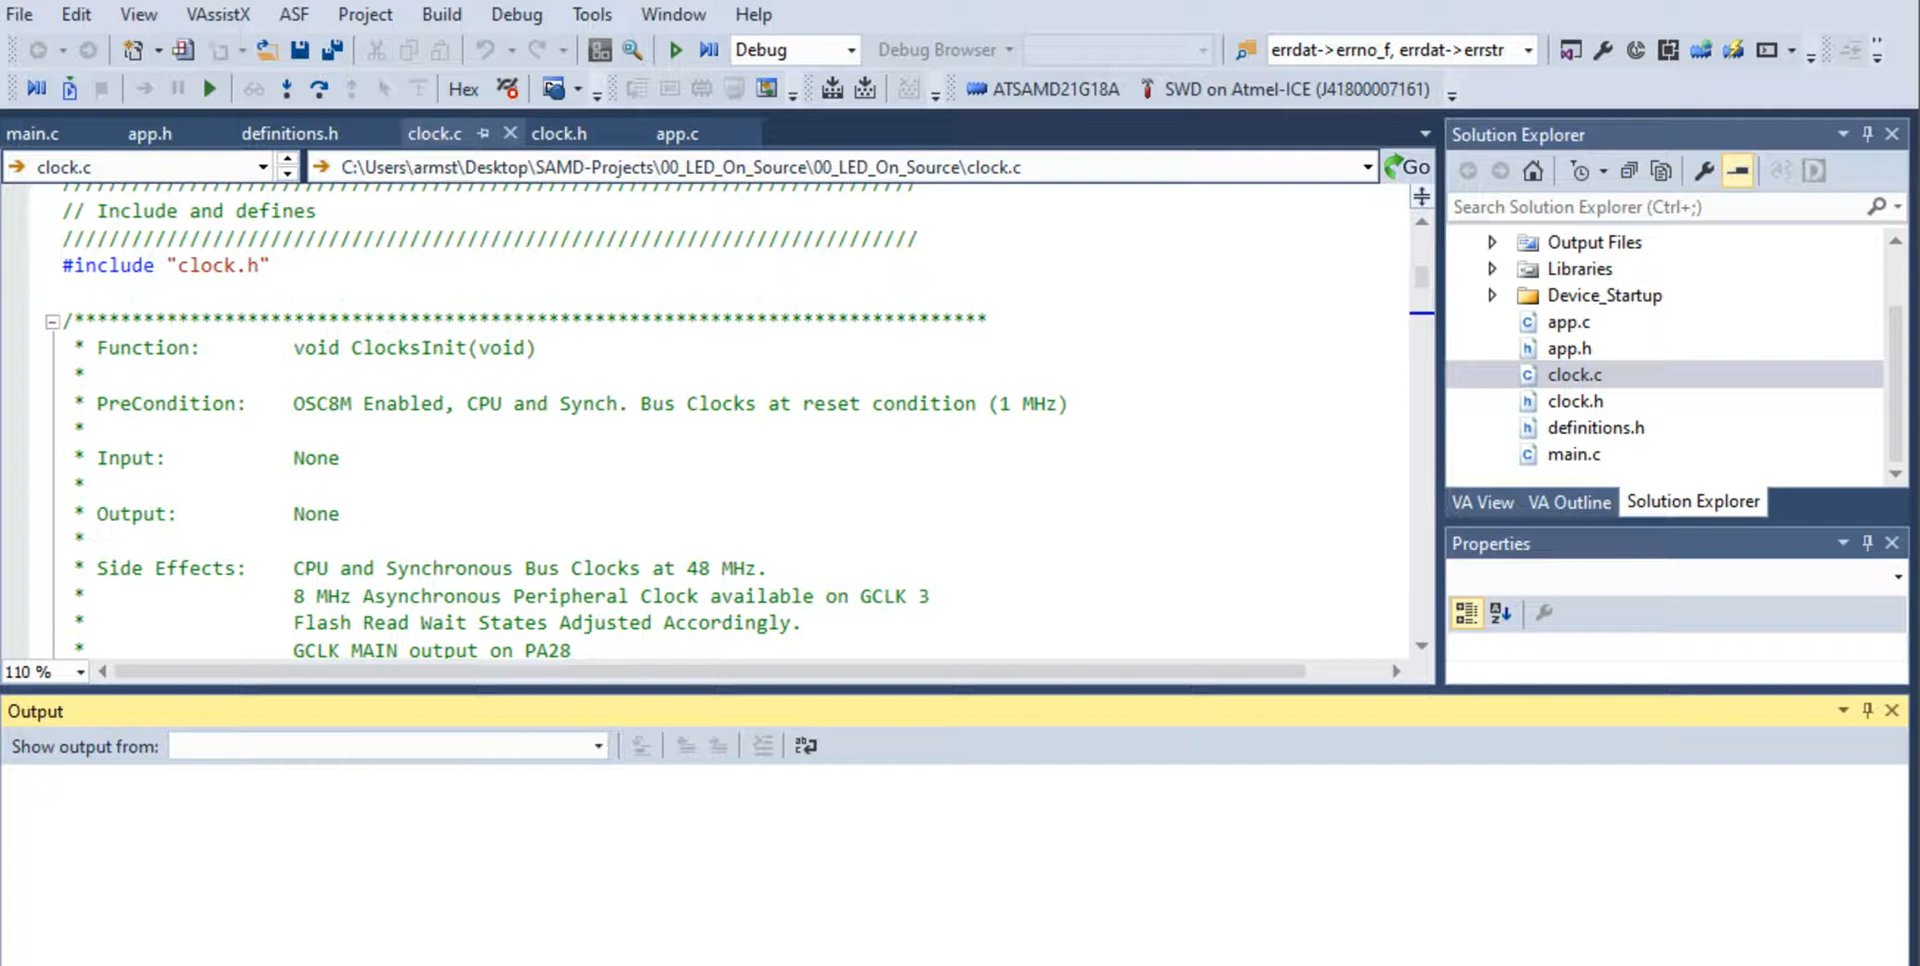 File Edit View VAssistX ASF Project Build Debug Tools Window Help
Debug Debug Browser errdat->errno_f, errdat->errstr
Hex ATSAMD21G18A SWD on Atmel-ICE (J41800007161)
main.c app.h definitions.h clock.c clock.h app.c
clock.c C:\Users\armst\Desktop\SAMD-Projects\00_LED_On_Source\00_LED_On_Source\clock.c Go
// Include and defines
//////////////////////////////////////////////////////////////////////////
#include "clock.h"
/*******************************************************************************
* Function: void ClocksInit(void)
*
* PreCondition: OSC8M Enabled, CPU and Synch. Bus Clocks at reset condition (1 MHz)
*
* Input: None
*
* Output: None
*
* Side Effects: CPU and Synchronous Bus Clocks at 48 MHz.
* 8 MHz Asynchronous Peripheral Clock available on GCLK 3
* Flash Read Wait States Adjusted Accordingly.
* GCLK MAIN output on PA28
110 %
Solution Explorer
Search Solution Explorer (Ctrl+;)
Output Files
Libraries
Device_Startup
app.c
app.h
clock.c
clock.h
definitions.h
main.c
VA View VA Outline Solution Explorer
Properties
Output
Show output from: